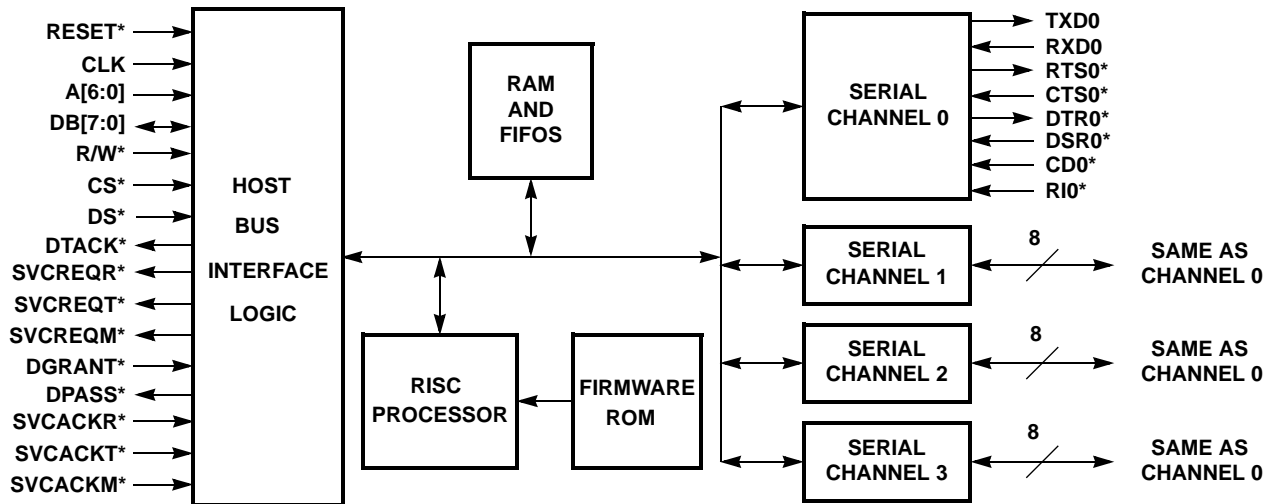 RESET*
CLK
A[6:0]
DB[7:0]
R/W*
CS*
DS*
DTACK*
SVCREQR*
SVCREQT*
SVCREQM*
DGRANT*
DPASS*
SVCACKR*
SVCACKT*
SVCACKM*
HOST
BUS
INTERFACE
LOGIC
RAM
AND
FIFOS
RISC
PROCESSOR
FIRMWARE
ROM
SERIAL
CHANNEL 0
TXD0
RXD0
RTS0*
CTS0*
DTR0*
DSR0*
CD0*
RI0*
SERIAL
CHANNEL 1
8
SAME AS
CHANNEL 0
SERIAL
CHANNEL 2
8
SAME AS
CHANNEL 0
SERIAL
CHANNEL 3
8
SAME AS
CHANNEL 0